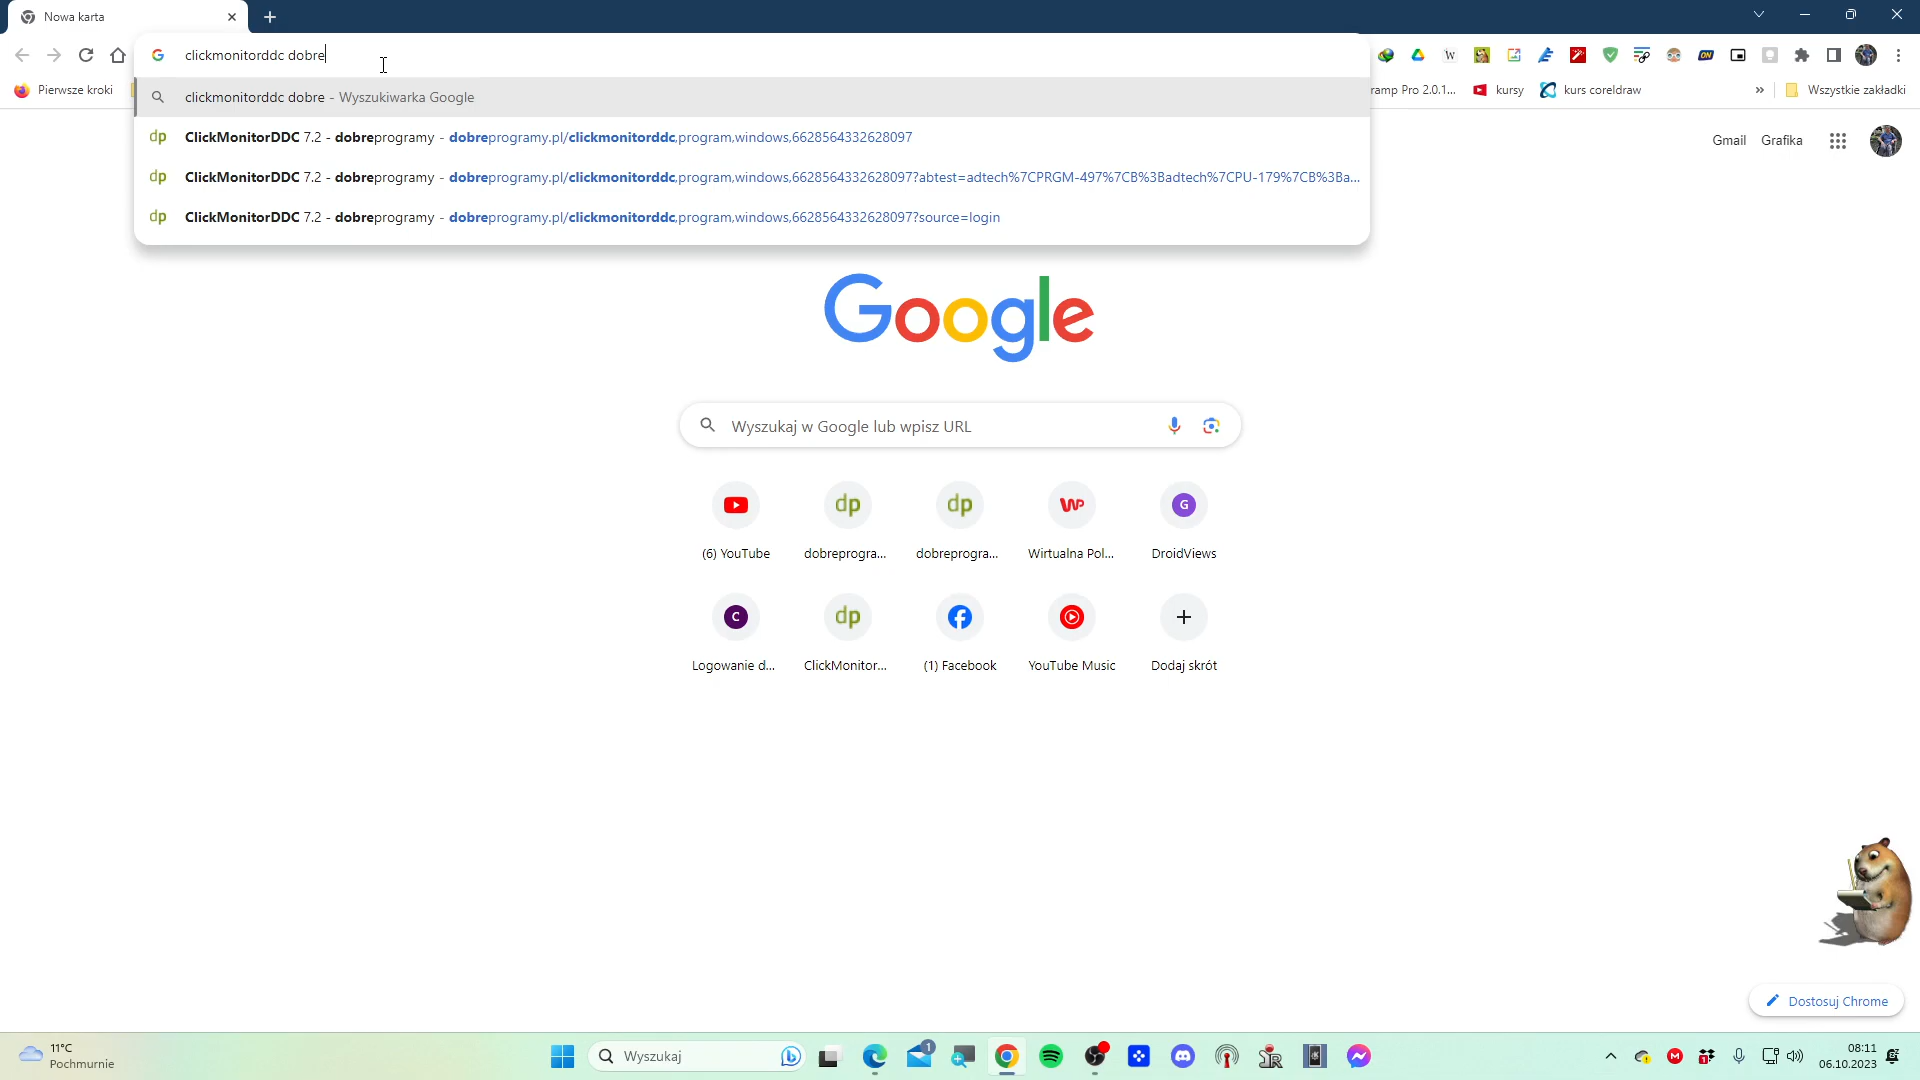 Nowa karta
clickmonitorddc dobre
clickmonitorddc dobre - Wyszukiwarka Google
ClickMonitorDDC 7.2 - dobreprogramy - dobreprogramy.pl/clickmonitorddc,program,windows,6628564332628097
ClickMonitorDDC 7.2 - dobreprogramy - dobreprogramy.pl/clickmonitorddc,program,windows,6628564332628097?abtest=adtech%7CPRGM-497%7CB%3Badtech%7CPU-179%7CB%3Ba...
ClickMonitorDDC 7.2 - dobreprogramy - dobreprogramy.pl/clickmonitorddc,program,windows,6628564332628097?source=login
Pierwsze kroki
ramp Pro 2.0.1... kursy kurs coreldraw » Wszystkie zakładki
Gmail Grafika
Google
Wyszukaj w Google lub wpisz URL
(6) YouTube dobreprogra... dobreprogra... Wirtualna Pol... DroidViews
Logowanie d... ClickMonitor... (1) Facebook YouTube Music Dodaj skrót
Dostosuj Chrome
11°C
Pochmurnie
Wyszukaj
08:11
06.10.2023